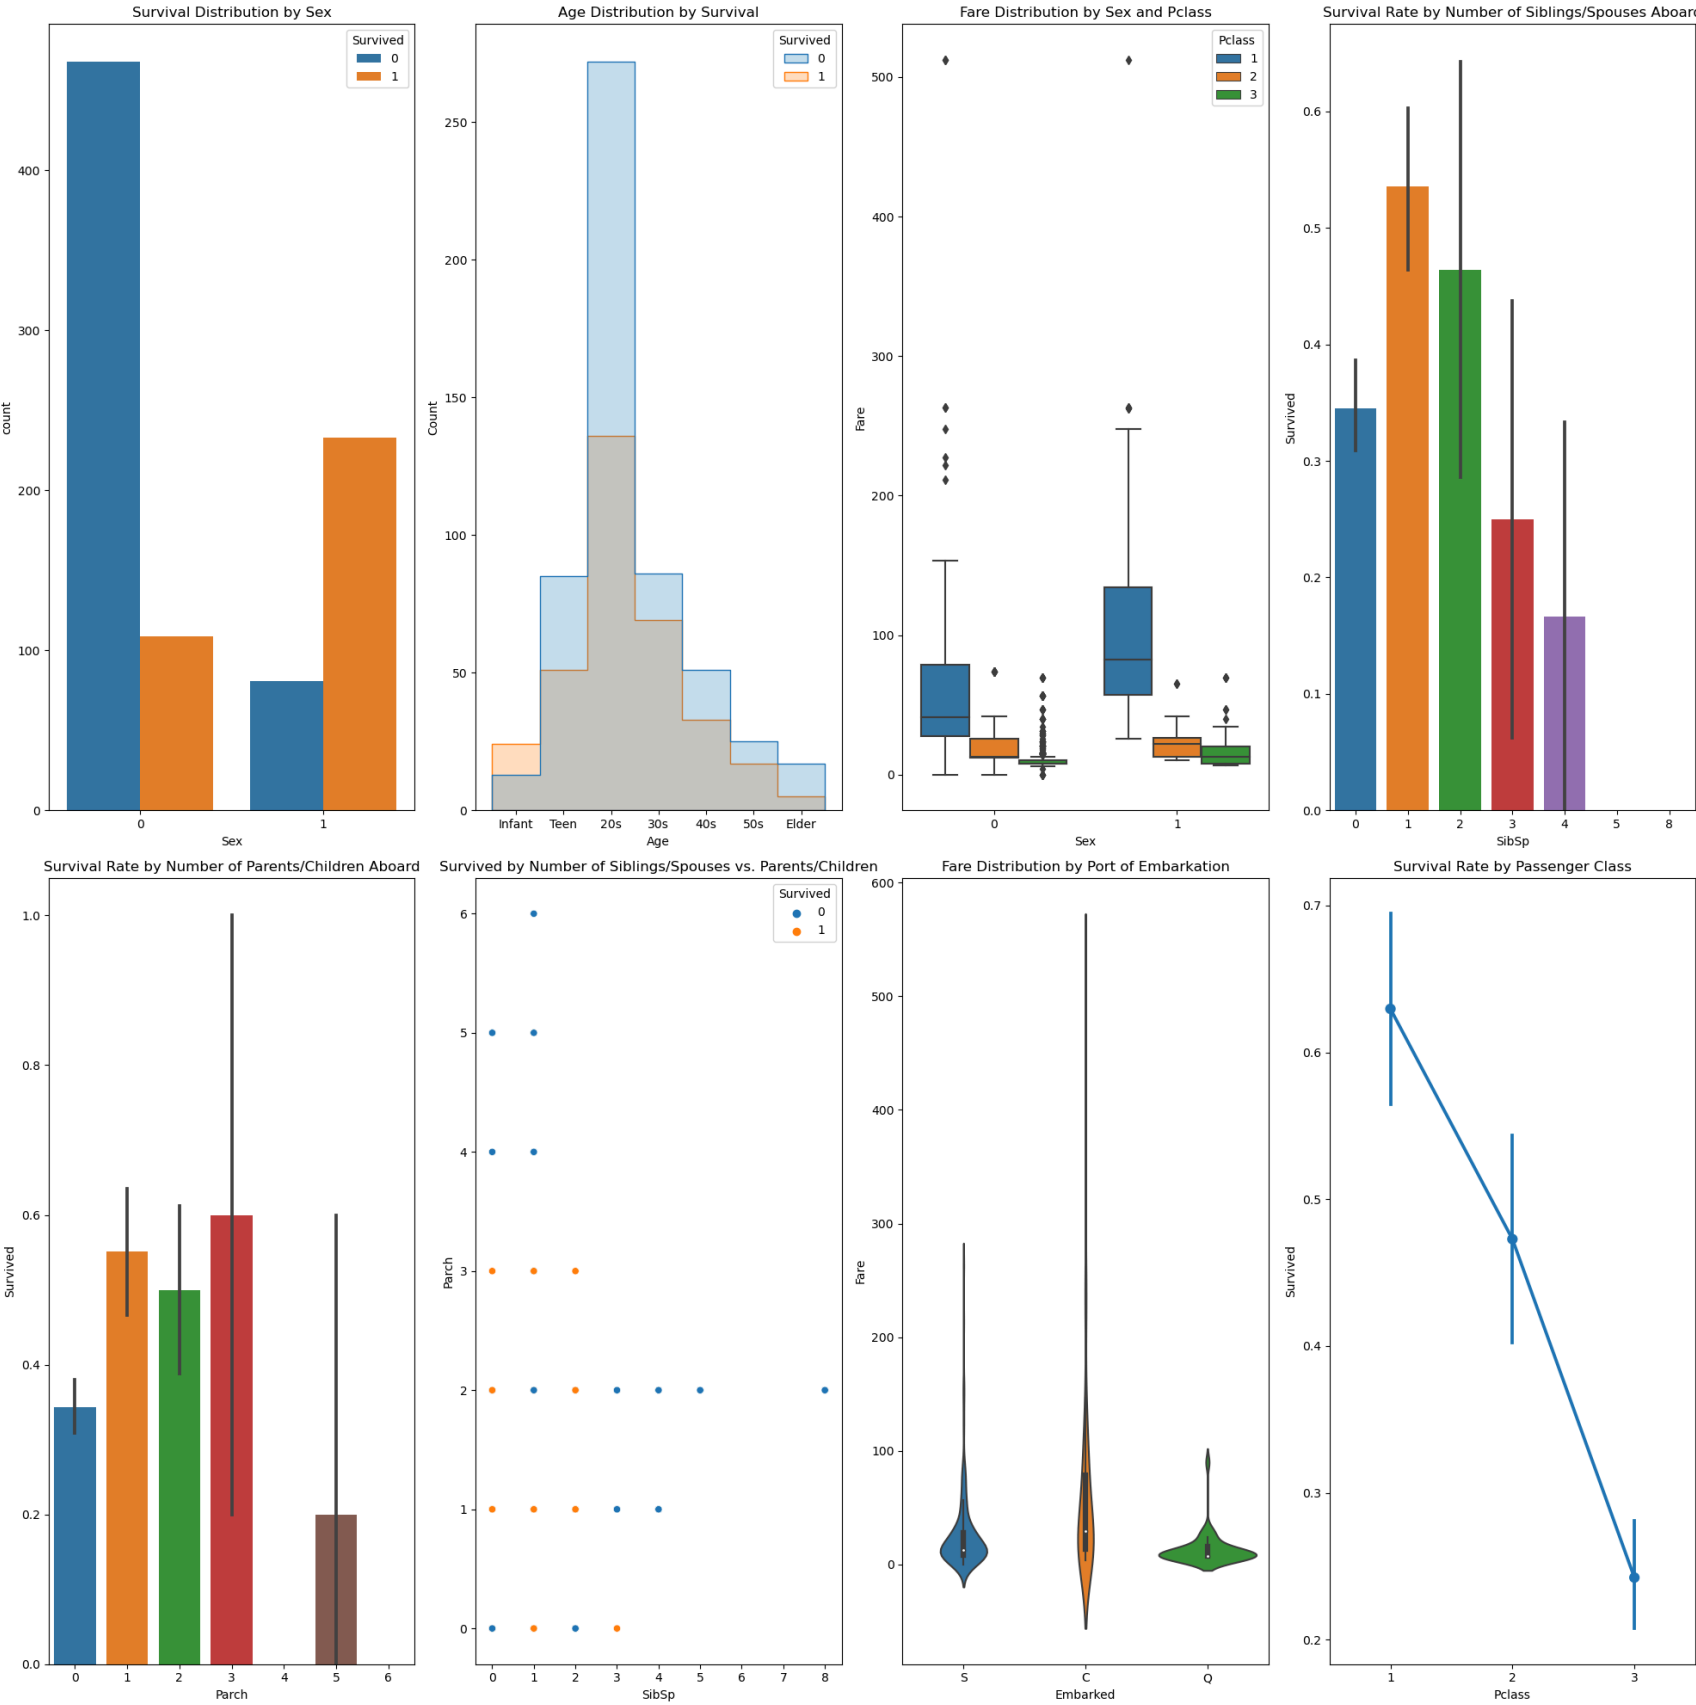 Survival Distribution by Sex
Survived
0
1
400
300
200
100
0
count
0 1
Sex
Age Distribution by Survival
Survived
0
1
250
200
150
100
50
0
Count
Infant Teen 20s 30s 40s 50s Elder
Age
Fare Distribution by Sex and Pclass
Pclass
1
2
3
500
400
300
200
100
0
Fare
0 1
Sex
Survival Rate by Number of Siblings/Spouses Aboard
0.6
0.5
0.4
0.3
0.2
0.1
0.0
Survived
0 1 2 3 4 5 8
SibSp
Survival Rate by Number of Parents/Children Aboard
1.0
0.8
0.6
0.4
0.2
0.0
Survived
0 1 2 3 4 5 6
Parch
Survived by Number of Siblings/Spouses vs. Parents/Children
Survived
0
1
6
5
4
3
2
1
0
Parch
0 1 2 3 4 5 6 7 8
SibSp
Fare Distribution by Port of Embarkation
600
500
400
300
200
100
0
Fare
S C Q
Embarked
Survival Rate by Passenger Class
0.7
0.6
0.5
0.4
0.3
0.2
Survived
1 2 3
Pclass